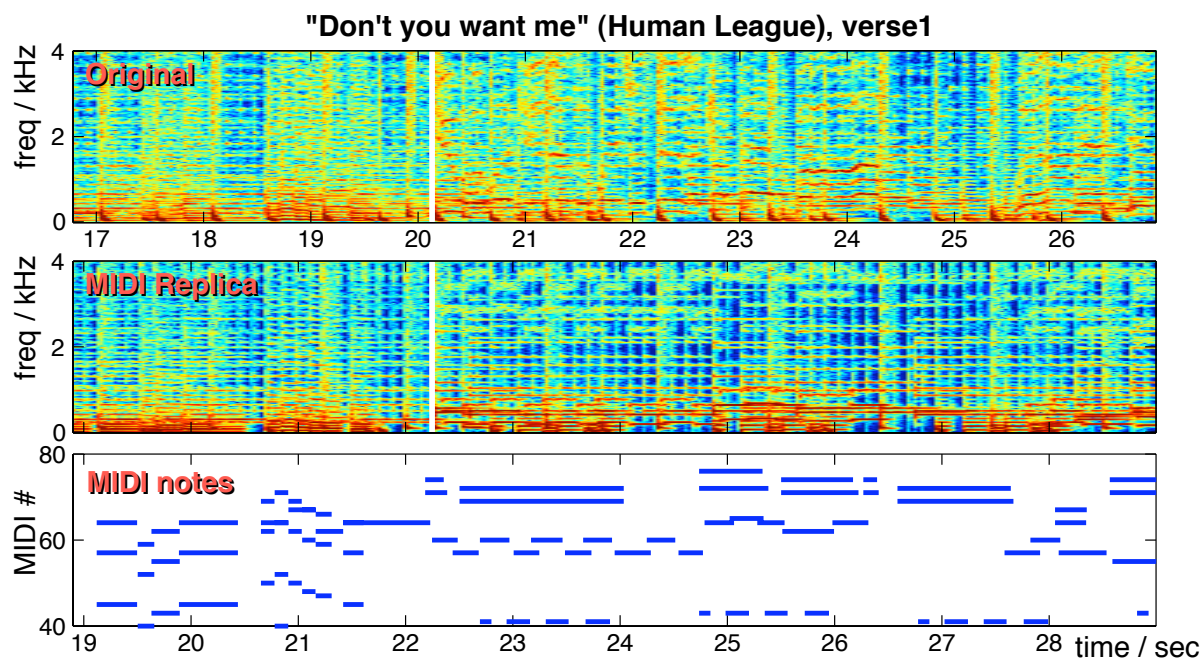 "Don't you want me" (Human League), verse1
freq / kHz
4
2
0
Original
17 18 19 20 21 22 23 24 25 26
freq / kHz
4
2
0
MIDI Replica
MIDI #
80
60
40
MIDI notes
19 20 21 22 23 24 25 26 27 28 time / sec